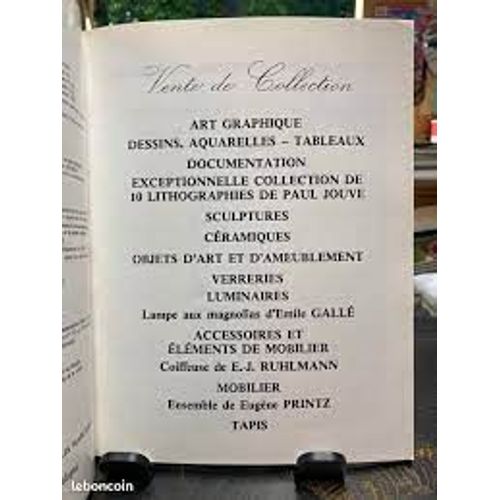 Vente de Collection
ART GRAPHIQUE
DESSINS, AQUARELLES – TABLEAUX
DOCUMENTATION
EXCEPTIONNELLE COLLECTION DE
10 LITHOGRAPHIES DE PAUL JOUVE
SCULPTURES
CÉRAMIQUES
OBJETS D'ART ET D'AMEUBLEMENT
VERRERIES
LUMINAIRES
Lampe aux magnolias d'Emile GALLÉ
ACCESSOIRES ET
ÉLÉMENTS DE MOBILIER
Coiffeuse de E.-J. RUHLMANN
MOBILIER
Ensemble de Eugène PRINTZ
TAPIS
leboncoin